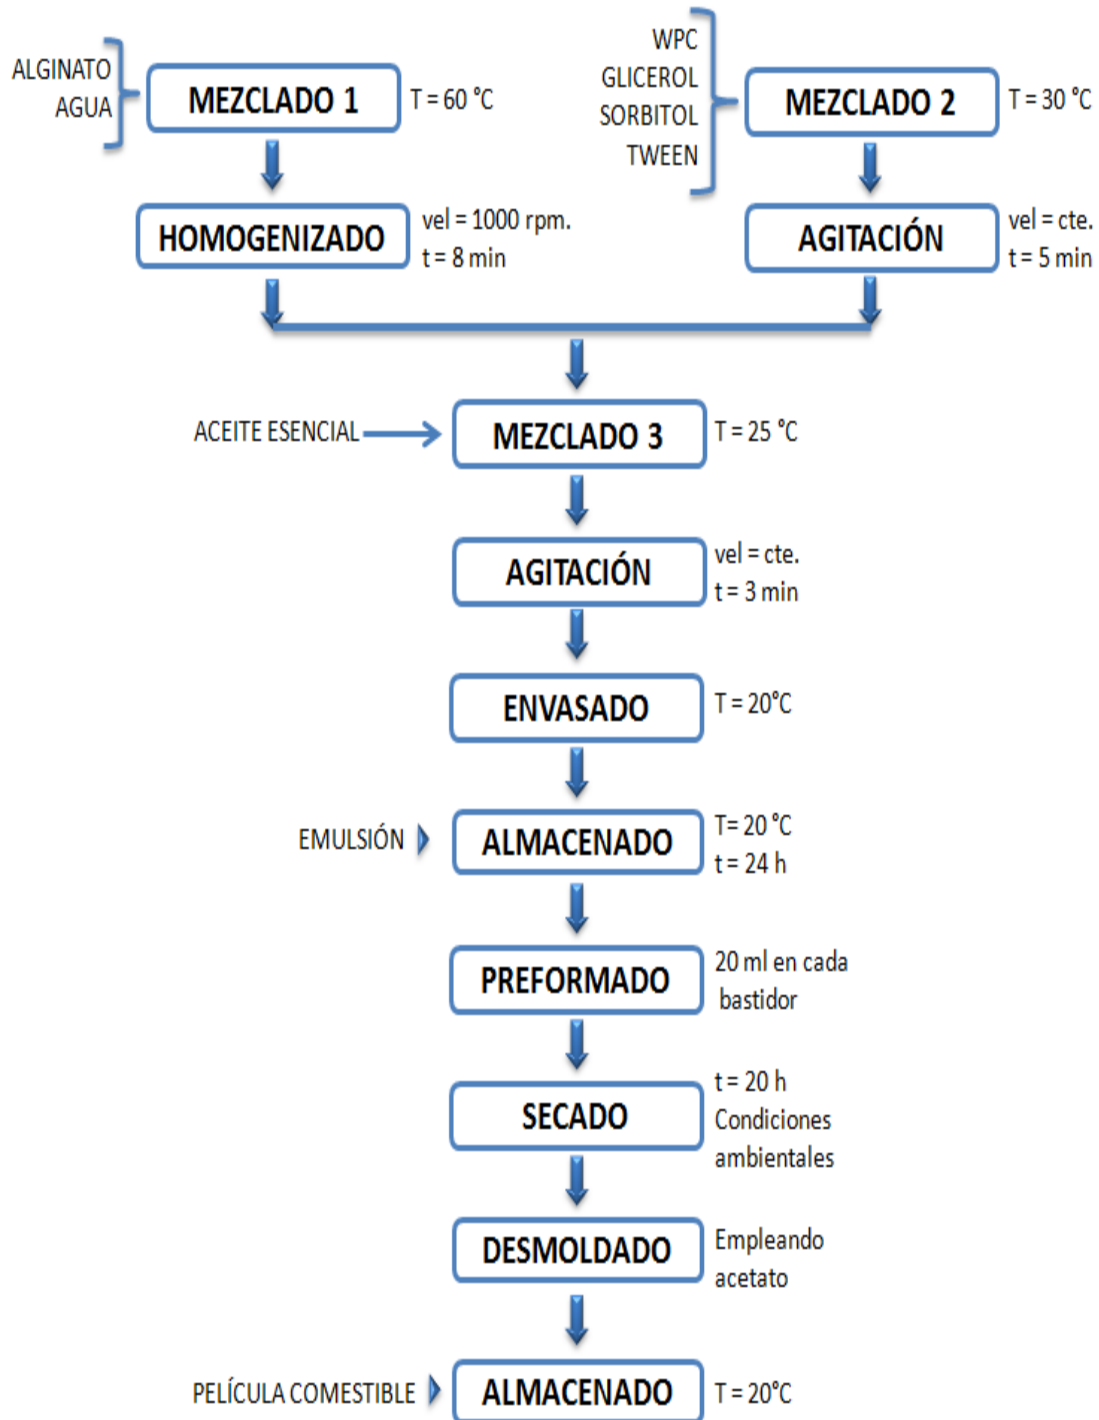 ALGINATO
AGUA
MEZCLADO 1
T = 60 °C
WPC
GLICEROL
SORBITOL
TWEEN
MEZCLADO 2
T = 30 °C
HOMOGENIZADO
vel = 1000 rpm.
t = 8 min
AGITACIÓN
vel = cte.
t = 5 min
ACEITE ESENCIAL
MEZCLADO 3
T = 25 °C
AGITACIÓN
vel = cte.
t = 3 min
ENVASADO
T = 20°C
EMULSIÓN
ALMACENADO
T= 20 °C
t = 24 h
PREFORMADO
20 ml en cada
bastidor
SECADO
t = 20 h
Condiciones
ambientales
DESMOLDADO
Empleando
acetato
PELÍCULA COMESTIBLE
ALMACENADO
T = 20°C